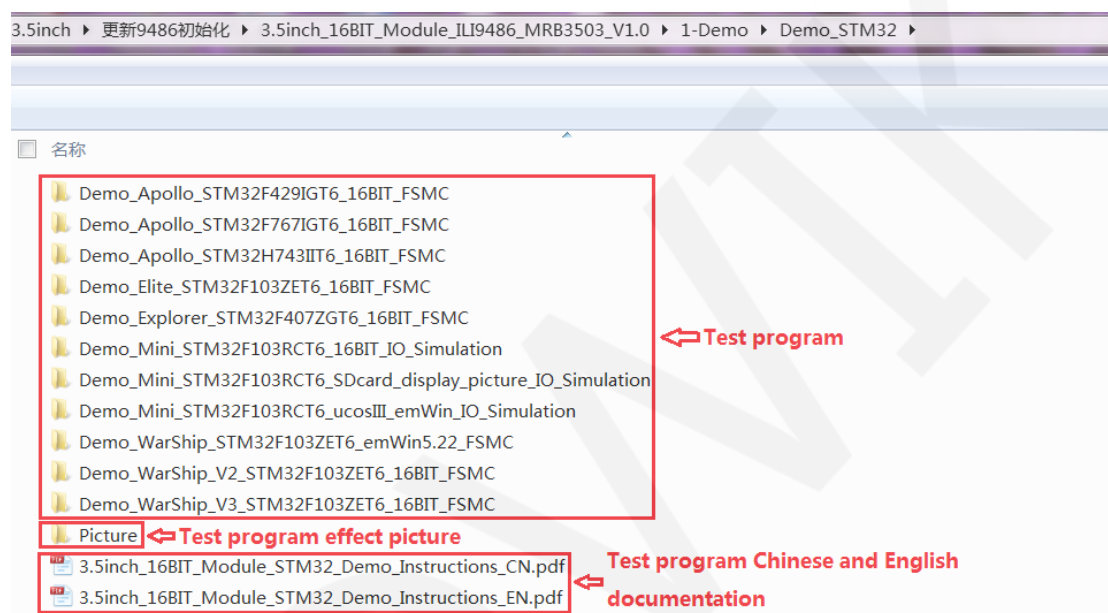 3.5inch ▸ 更新9486初始化 ▸ 3.5inch_16BIT_Module_ILI9486_MRB3503_V1.0 ▸ 1-Demo ▸ Demo_STM32 ▸
名称
Demo_Apollo_STM32F429IGT6_16BIT_FSMC
Demo_Apollo_STM32F767IGT6_16BIT_FSMC
Demo_Apollo_STM32H743IIT6_16BIT_FSMC
Demo_Elite_STM32F103ZET6_16BIT_FSMC
Demo_Explorer_STM32F407ZGT6_16BIT_FSMC
Demo_Mini_STM32F103RCT6_16BIT_IO_Simulation
Demo_Mini_STM32F103RCT6_SDcard_display_picture_IO_Simulation
Demo_Mini_STM32F103RCT6_ucosIII_emWin_IO_Simulation
Demo_WarShip_STM32F103ZET6_emWin5.22_FSMC
Demo_WarShip_V2_STM32F103ZET6_16BIT_FSMC
Demo_WarShip_V3_STM32F103ZET6_16BIT_FSMC
Test program
Picture
Test program effect picture
3.5inch_16BIT_Module_STM32_Demo_Instructions_CN.pdf
3.5inch_16BIT_Module_STM32_Demo_Instructions_EN.pdf
Test program Chinese and English
documentation